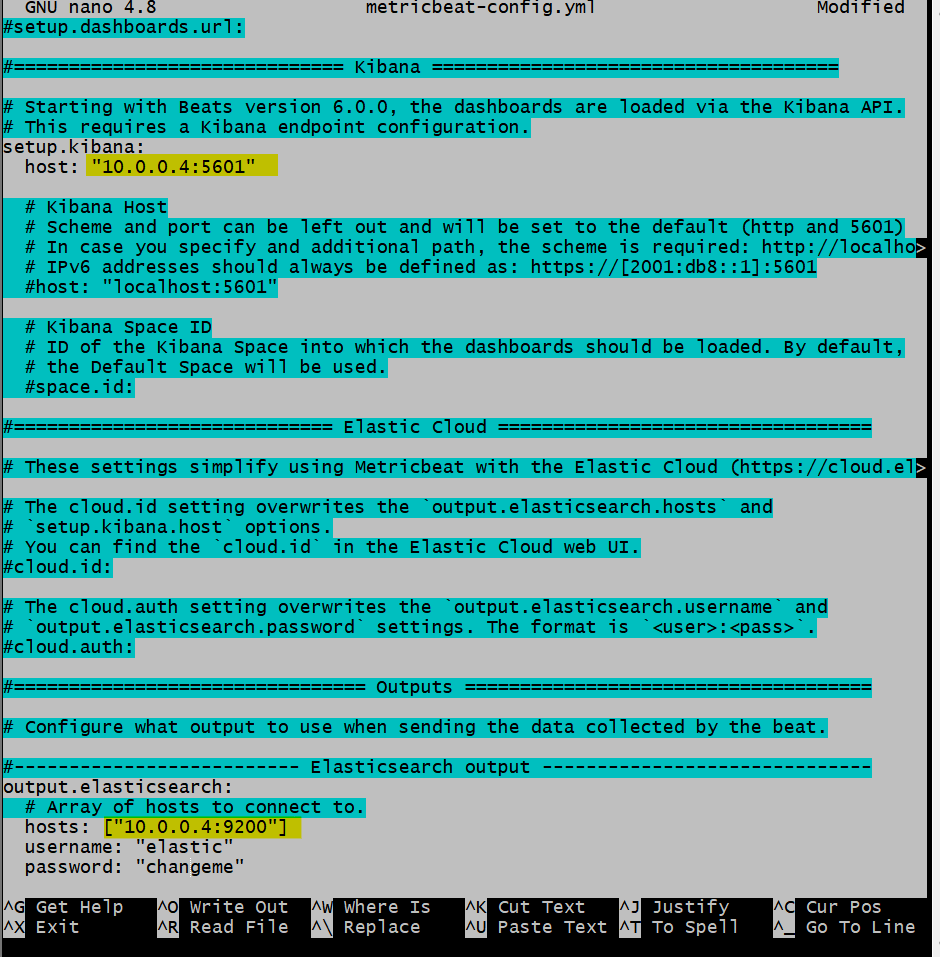 GNU nano 4.8 metricbeat-config.yml Modified
#setup.dashboards.url:
#============================== Kibana =====================================
# Starting with Beats version 6.0.0, the dashboards are loaded via the Kibana API.
# This requires a Kibana endpoint configuration.
setup.kibana:
  host: "10.0.0.4:5601"
  # Kibana Host
  # Scheme and port can be left out and will be set to the default (http and 5601)
  # In case you specify and additional path, the scheme is required: http://localho>
  # IPv6 addresses should always be defined as: https://[2001:db8::1]:5601
  #host: "localhost:5601"
  # Kibana Space ID
  # ID of the Kibana Space into which the dashboards should be loaded. By default,
  # the Default Space will be used.
  #space.id:
#============================= Elastic Cloud ==================================
# These settings simplify using Metricbeat with the Elastic Cloud (https://cloud.el>
# The cloud.id setting overwrites the `output.elasticsearch.hosts` and
# `setup.kibana.host` options.
# You can find the `cloud.id` in the Elastic Cloud web UI.
#cloud.id:
# The cloud.auth setting overwrites the `output.elasticsearch.username` and
# `output.elasticsearch.password` settings. The format is `<user>:<pass>`.
#cloud.auth:
#================================ Outputs =====================================
# Configure what output to use when sending the data collected by the beat.
#-------------------------- Elasticsearch output ------------------------------
output.elasticsearch:
  # Array of hosts to connect to.
  hosts: ["10.0.0.4:9200"]
  username: "elastic"
  password: "changeme"
^G Get Help ^O Write Out ^W Where Is ^K Cut Text ^J Justify ^C Cur Pos
^X Exit ^R Read File ^\ Replace ^U Paste Text ^T To Spell ^_ Go To Line